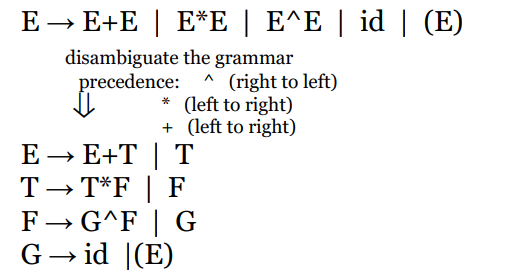 E → E+E | E*E | E^E | id | (E)
disambiguate the grammar
precedence: ^ (right to left)
⇓ * (left to right)
+ (left to right)
E → E+T | T
T → T*F | F
F → G^F | G
G → id |(E)